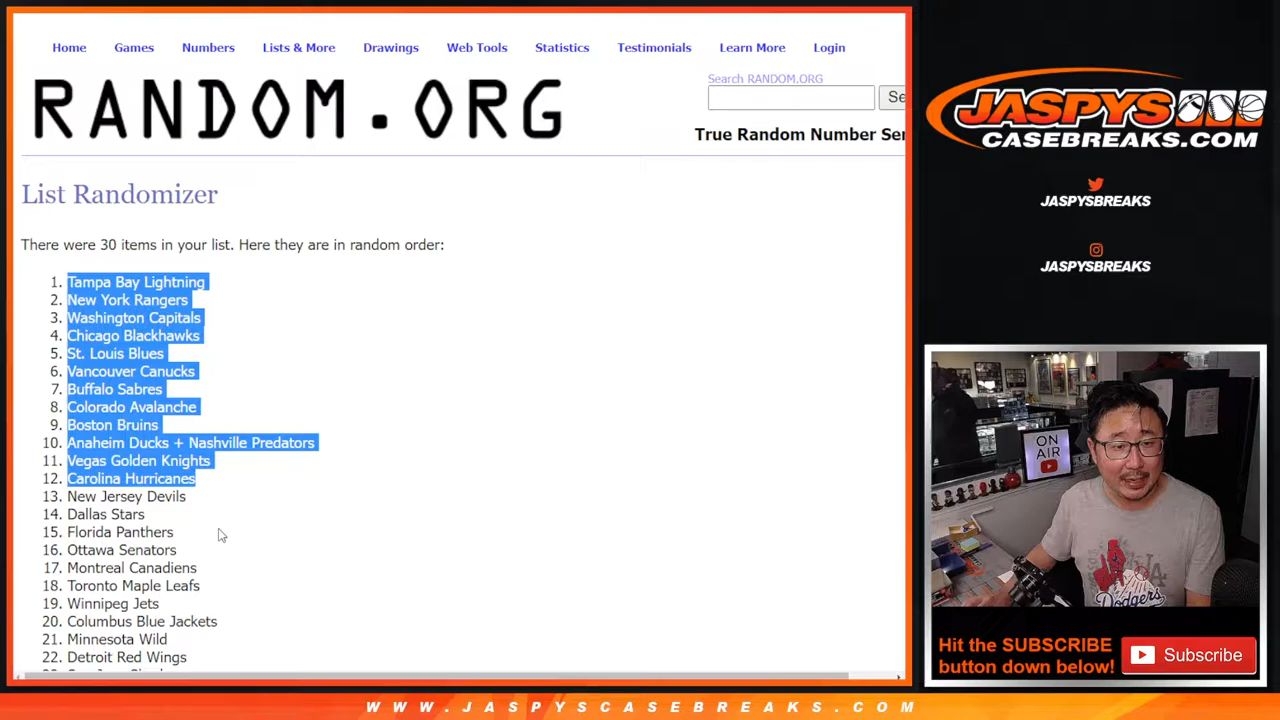 Home Games Numbers Lists & More Drawings Web Tools Statistics Testimonials Learn More Login
RANDOM.ORG
Search RANDOM.ORG
Se
True Random Number Ser
List Randomizer
There were 30 items in your list. Here they are in random order:
1. Tampa Bay Lightning
2. New York Rangers
3. Washington Capitals
4. Chicago Blackhawks
5. St. Louis Blues
6. Vancouver Canucks
7. Buffalo Sabres
8. Colorado Avalanche
9. Boston Bruins
10. Anaheim Ducks + Nashville Predators
11. Vegas Golden Knights
12. Carolina Hurricanes
13. New Jersey Devils
14. Dallas Stars
15. Florida Panthers
16. Ottawa Senators
17. Montreal Canadiens
18. Toronto Maple Leafs
19. Winnipeg Jets
20. Columbus Blue Jackets
21. Minnesota Wild
22. Detroit Red Wings
JASPYS
CASEBREAKS.COM
JASPYSBREAKS
JASPYSBREAKS
ON
AIR
Dodgers
Hit the SUBSCRIBE
button down below!
Subscribe
WWW.JASPYSCASEBREAKS.COM